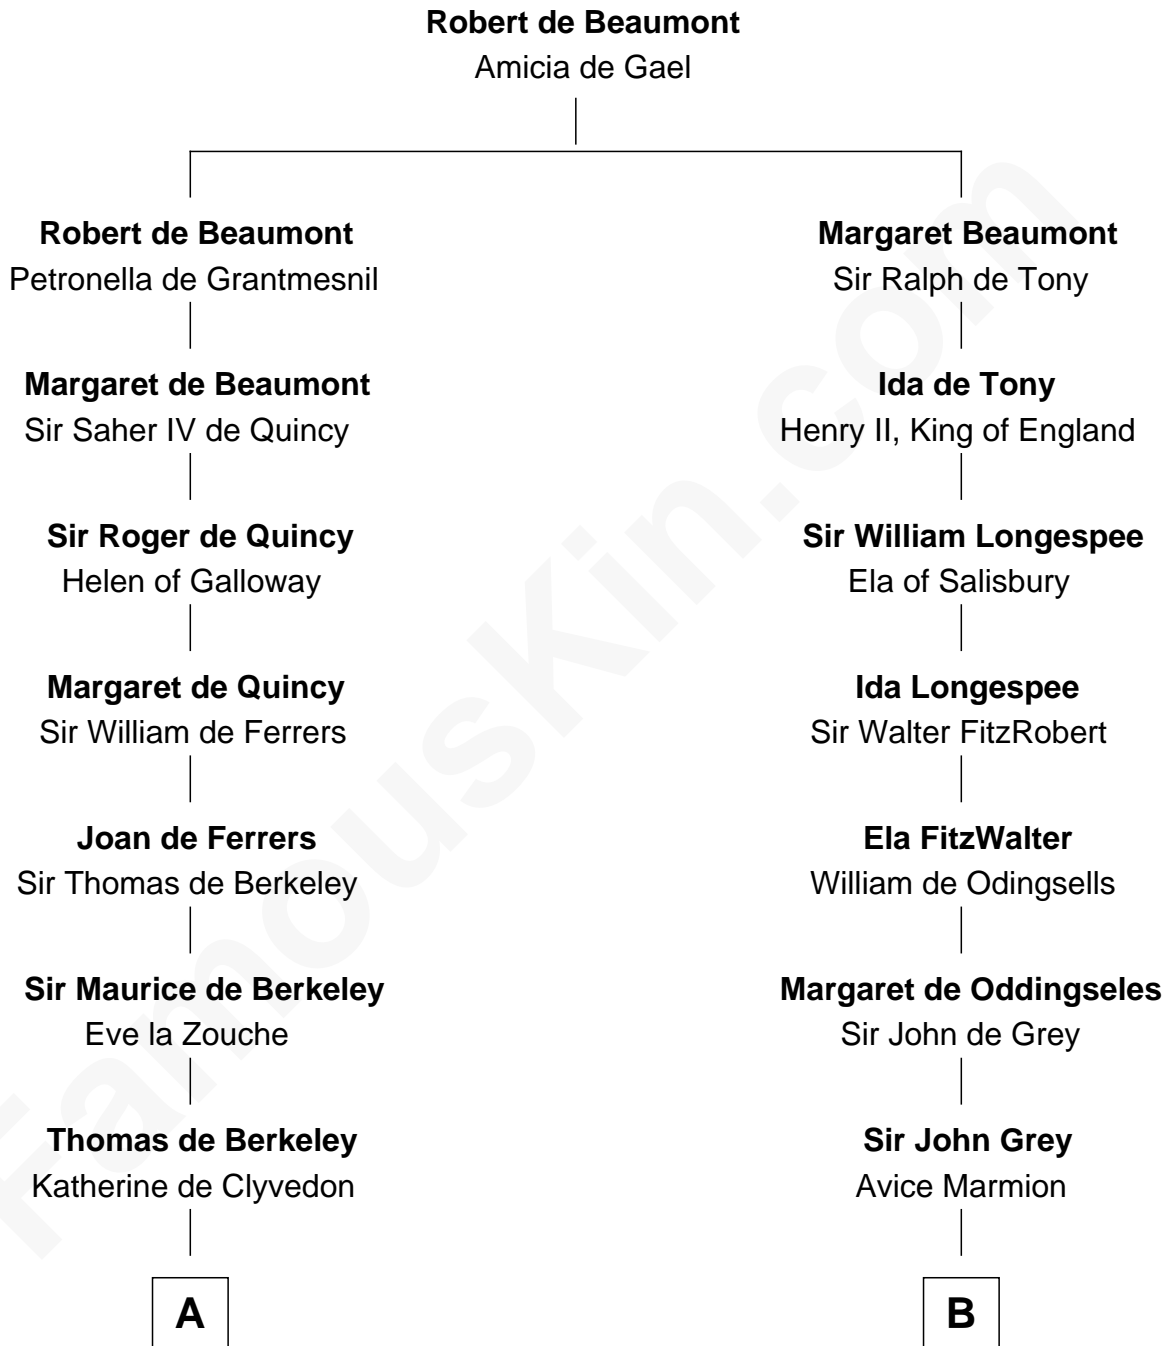 Robert de Beaumont
Amicia de Gael
Robert de Beaumont
Petronella de Grantmesnil
Margaret Beaumont
Sir Ralph de Tony
Margaret de Beaumont
Sir Saher IV de Quincy
Ida de Tony
Henry II, King of England
Sir Roger de Quincy
Helen of Galloway
Sir William Longespee
Ela of Salisbury
Margaret de Quincy
Sir William de Ferrers
Ida Longespee
Sir Walter FitzRobert
Joan de Ferrers
Sir Thomas de Berkeley
Ela FitzWalter
William de Odingsells
Sir Maurice de Berkeley
Eve la Zouche
Margaret de Oddingseles
Sir John de Grey
Thomas de Berkeley
Katherine de Clyvedon
Sir John Grey
Avice Marmion
A
B
FamousKin.com